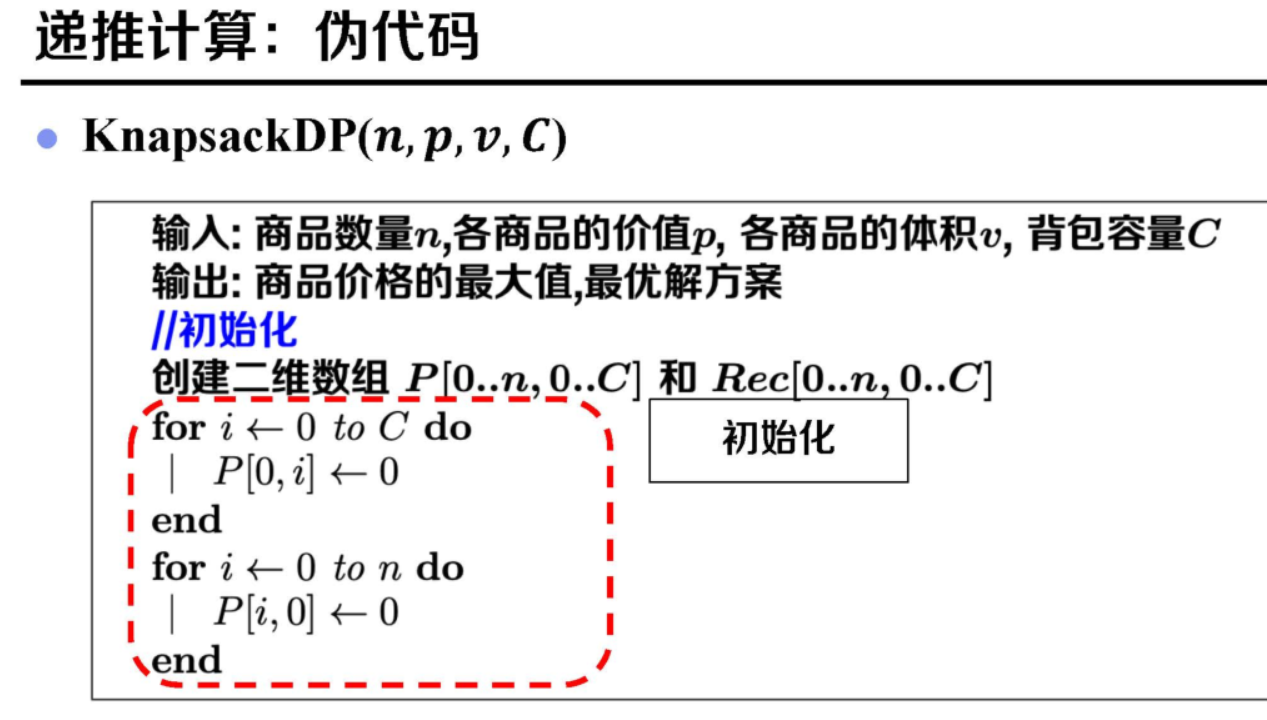 递推计算：伪代码
● KnapsackDP(n, p, v, C)
输入: 商品数量n,各商品的价值p, 各商品的体积v, 背包容量C
输出: 商品价格的最大值,最优解方案
//初始化
创建二维数组 P[0..n, 0..C] 和 Rec[0..n, 0..C]
for i ← 0 to C do
| P[0, i] ← 0
end
for i ← 0 to n do
| P[i, 0] ← 0
end
初始化